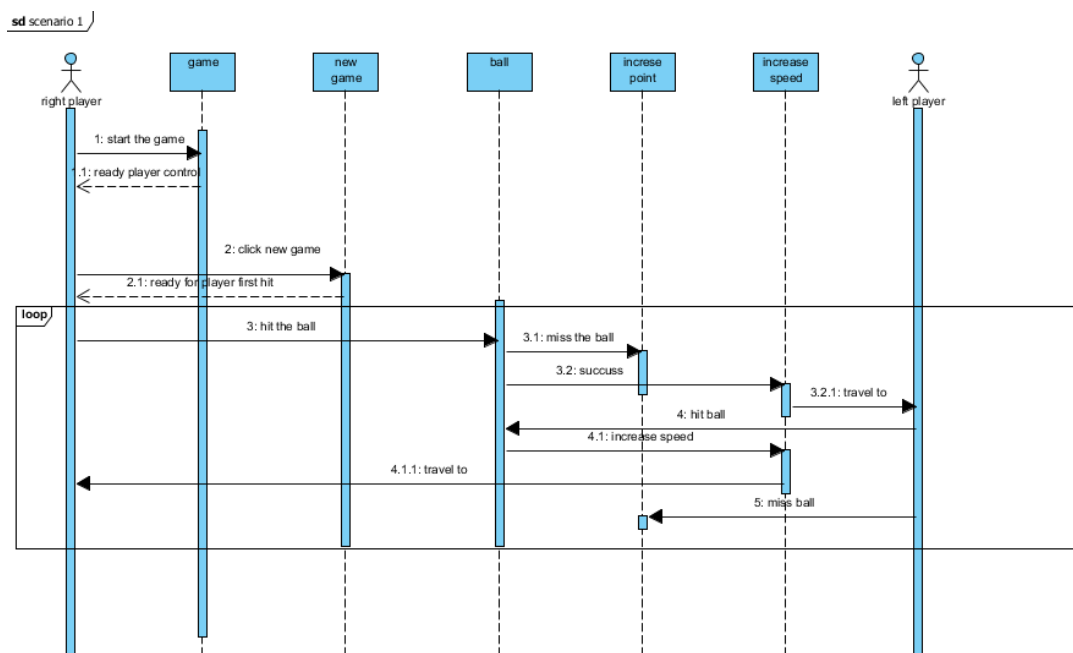 sd scenario 1
right player
game
new
game
ball
increse
point
increase
speed
left player
1: start the game
1.1: ready player control
2: click new game
2.1: ready for player first hit
loop
3: hit the ball
3.1: miss the ball
3.2: succuss
3.2.1: travel to
4: hit ball
4.1: increase speed
4.1.1: travel to
5: miss ball